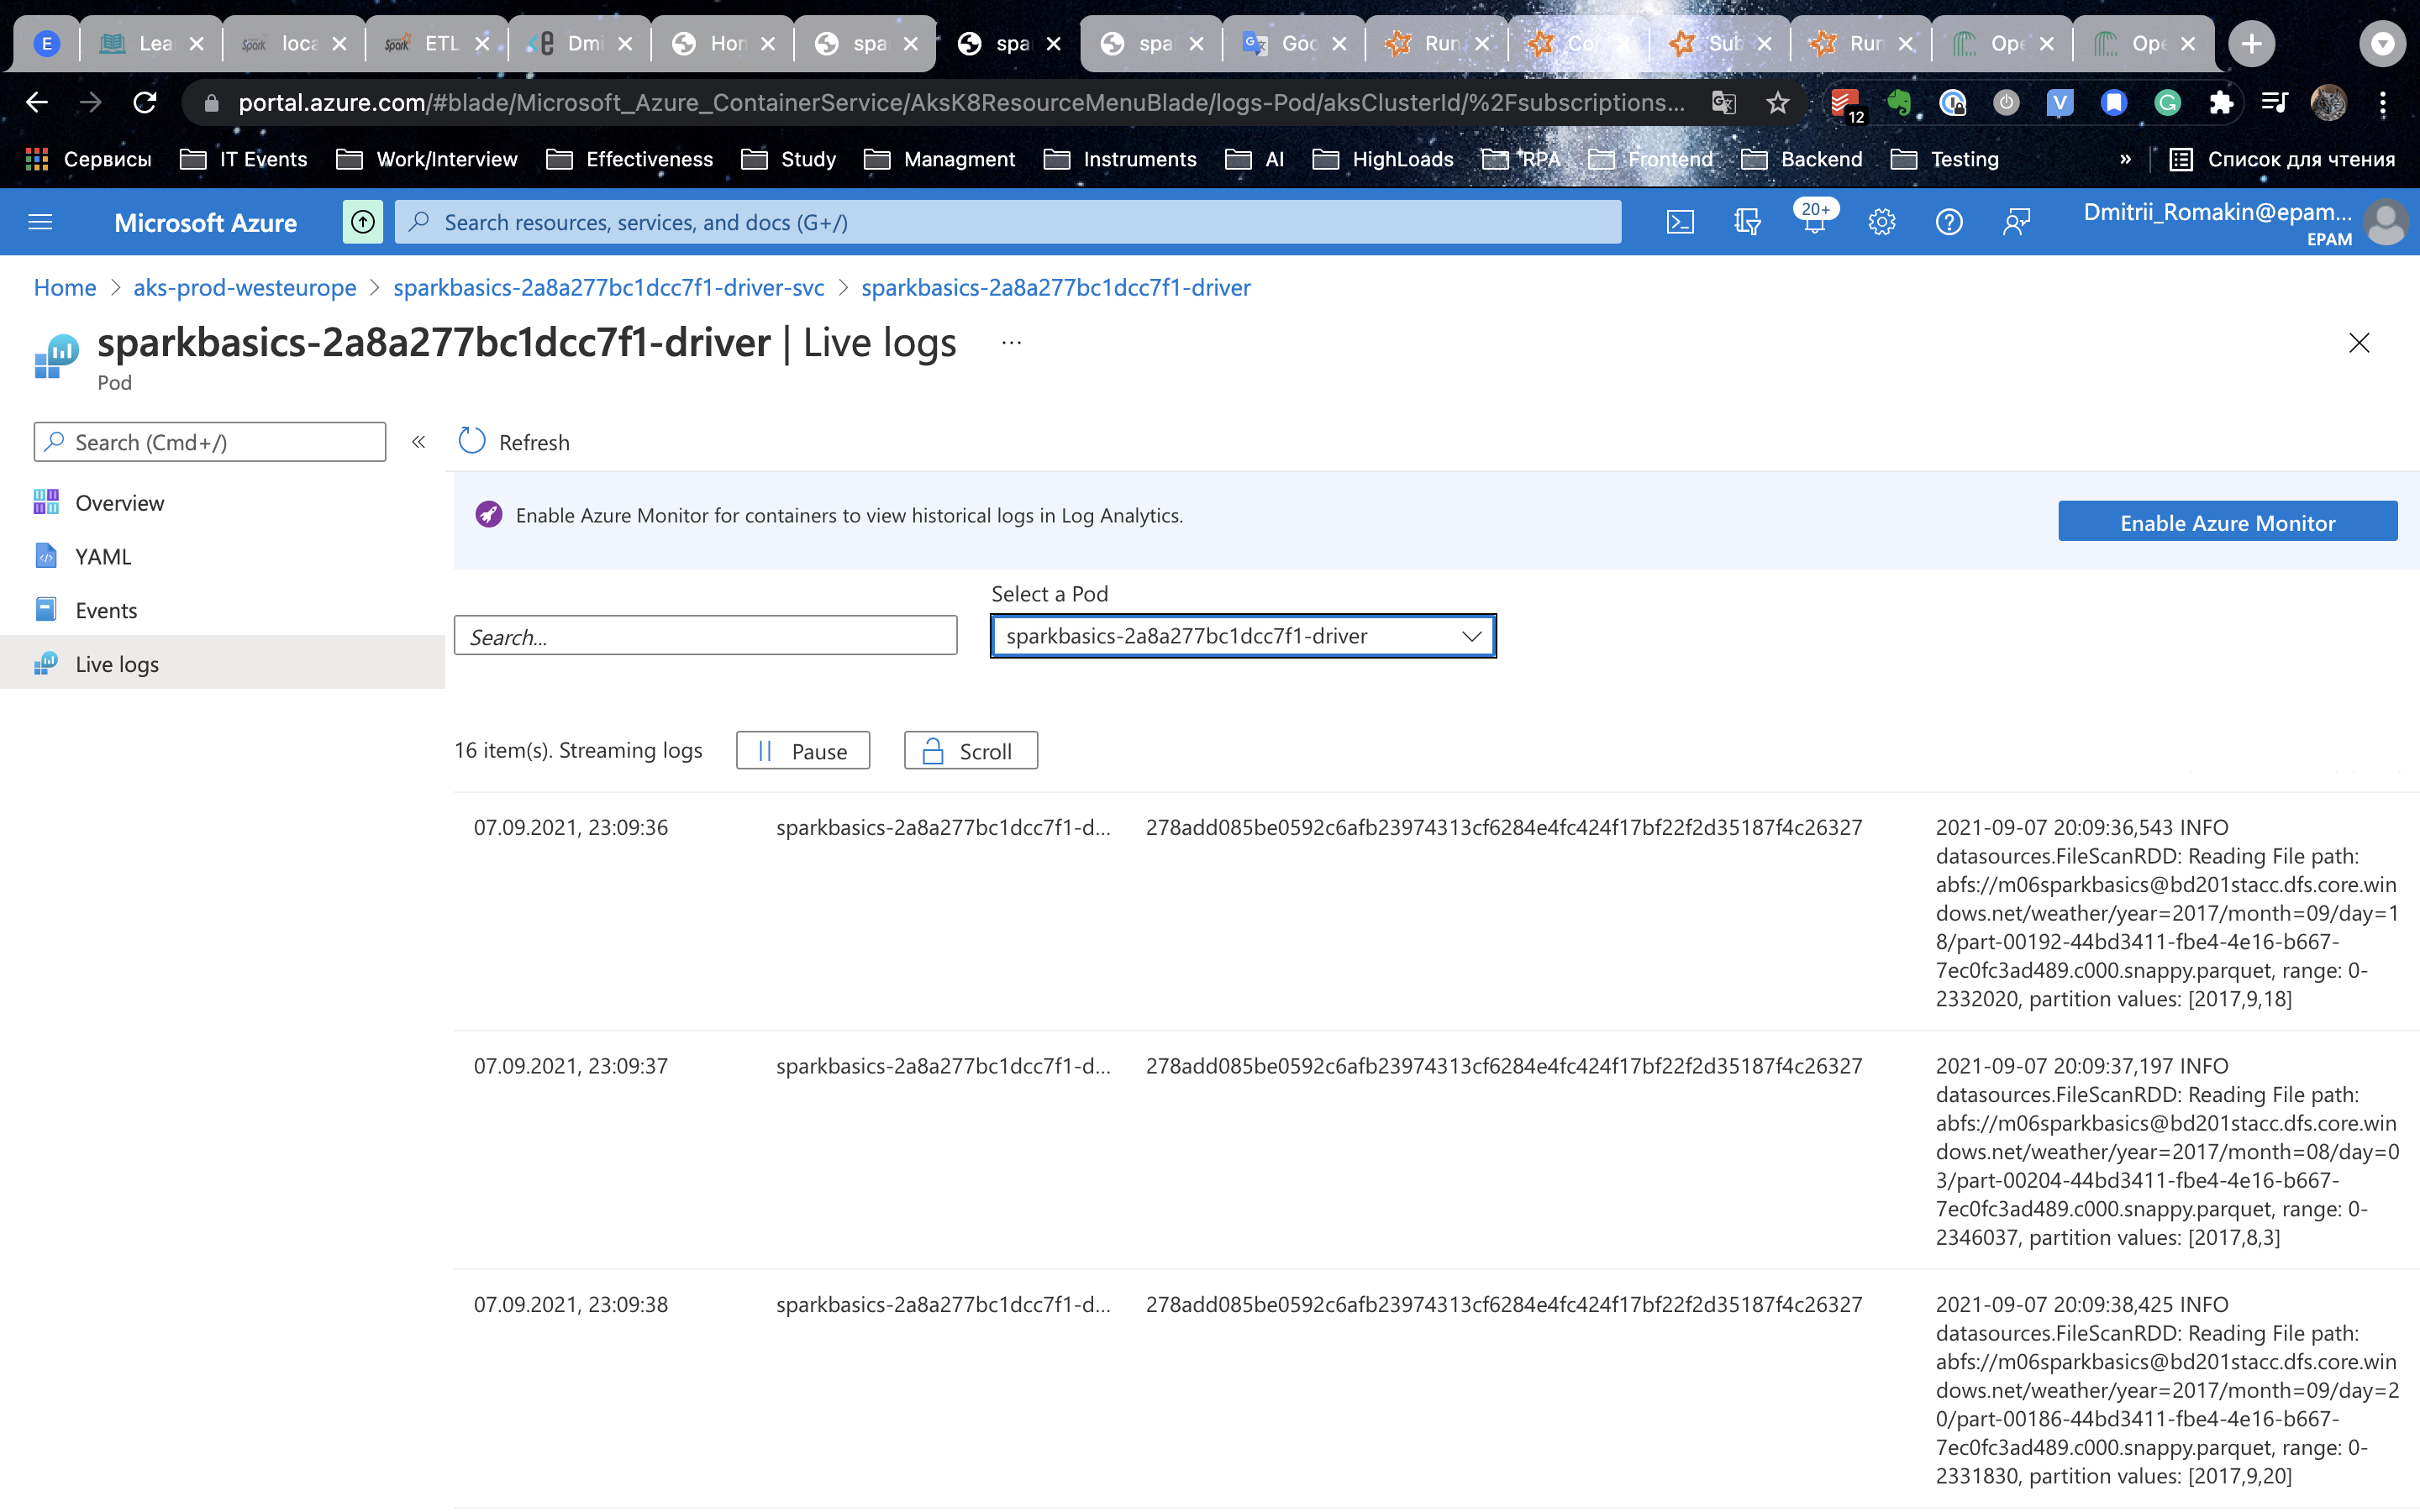 E
Lea
loca
ETL
Dmi
Hom
spa
spa
spa
Goo
Run
Co
Sub
Run
Ope
Ope
portal.azure.com/#blade/Microsoft_Azure_ContainerService/AksK8ResourceMenuBlade/logs-Pod/aksClusterId/%2Fsubscriptions...
12
Сервисы
IT Events
Work/Interview
Effectiveness
Study
Managment
Instruments
AI
HighLoads
RPA
Frontend
Backend
Testing
»
Список для чтения
Microsoft Azure
Search resources, services, and docs (G+/)
20+
Dmitrii_Romakin@epam...
EPAM
Home > aks-prod-westeurope > sparkbasics-2a8a277bc1dcc7f1-driver-svc > sparkbasics-2a8a277bc1dcc7f1-driver
sparkbasics-2a8a277bc1dcc7f1-driver | Live logs ...
Pod
Search (Cmd+/)
«
Refresh
Overview
YAML
Events
Live logs
Enable Azure Monitor for containers to view historical logs in Log Analytics.
Enable Azure Monitor
Select a Pod
Search...
sparkbasics-2a8a277bc1dcc7f1-driver
16 item(s). Streaming logs
Pause
Scroll
07.09.2021, 23:09:36
sparkbasics-2a8a277bc1dcc7f1-d...
278add085be0592c6afb23974313cf6284e4fc424f17bf22f2d35187f4c26327
2021-09-07 20:09:36,543 INFO
datasources.FileScanRDD: Reading File path:
abfs://m06sparkbasics@bd201stacc.dfs.core.win
dows.net/weather/year=2017/month=09/day=1
8/part-00192-44bd3411-fbe4-4e16-b667-
7ec0fc3ad489.c000.snappy.parquet, range: 0-
2332020, partition values: [2017,9,18]
07.09.2021, 23:09:37
sparkbasics-2a8a277bc1dcc7f1-d...
278add085be0592c6afb23974313cf6284e4fc424f17bf22f2d35187f4c26327
2021-09-07 20:09:37,197 INFO
datasources.FileScanRDD: Reading File path:
abfs://m06sparkbasics@bd201stacc.dfs.core.win
dows.net/weather/year=2017/month=08/day=0
3/part-00204-44bd3411-fbe4-4e16-b667-
7ec0fc3ad489.c000.snappy.parquet, range: 0-
2346037, partition values: [2017,8,3]
07.09.2021, 23:09:38
sparkbasics-2a8a277bc1dcc7f1-d...
278add085be0592c6afb23974313cf6284e4fc424f17bf22f2d35187f4c26327
2021-09-07 20:09:38,425 INFO
datasources.FileScanRDD: Reading File path:
abfs://m06sparkbasics@bd201stacc.dfs.core.win
dows.net/weather/year=2017/month=09/day=2
0/part-00186-44bd3411-fbe4-4e16-b667-
7ec0fc3ad489.c000.snappy.parquet, range: 0-
2331830, partition values: [2017,9,20]